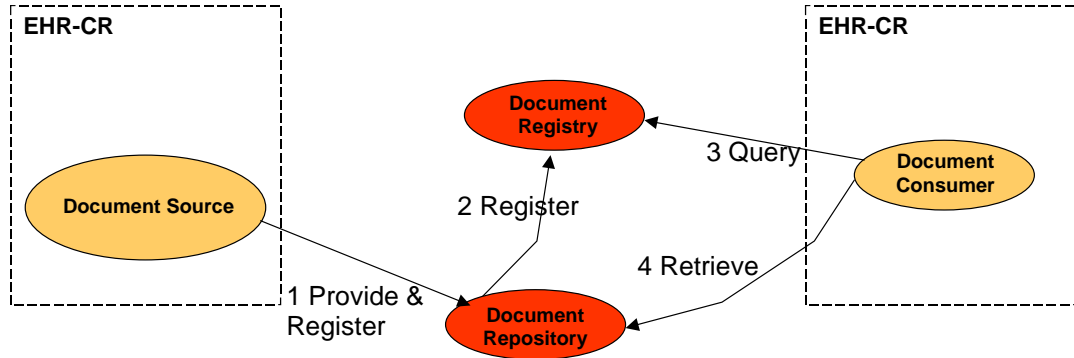 EHR-CR
EHR-CR
Document
Registry
3 Query
Document
Consumer
Document Source
2 Register
4 Retrieve
1 Provide &
Register
Document
Repository